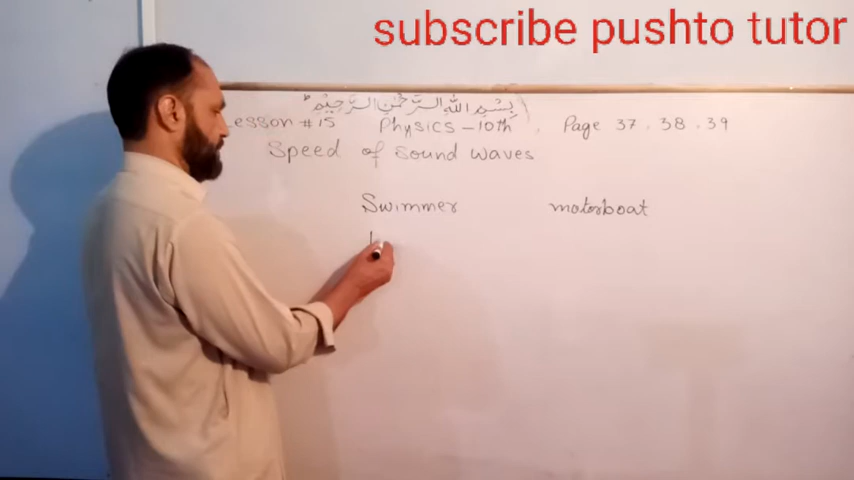 subscribe pushto tutor
بِسْمِ اللهِ الرَّحْمٰنِ الرَّحِيْمِ
Lesson # 15 Physics - 10th, Page 37, 38, 39
Speed of sound waves
Swimmer motorboat